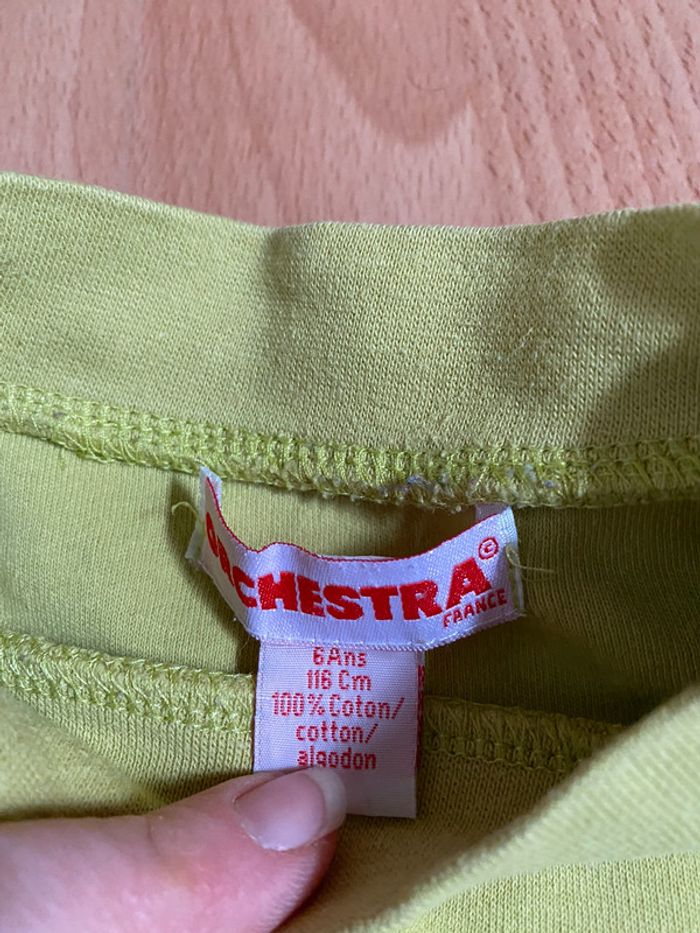 ORCHESTRA©
FRANCE
6 Ans
116 Cm
100% Coton/
cotton/
algodon